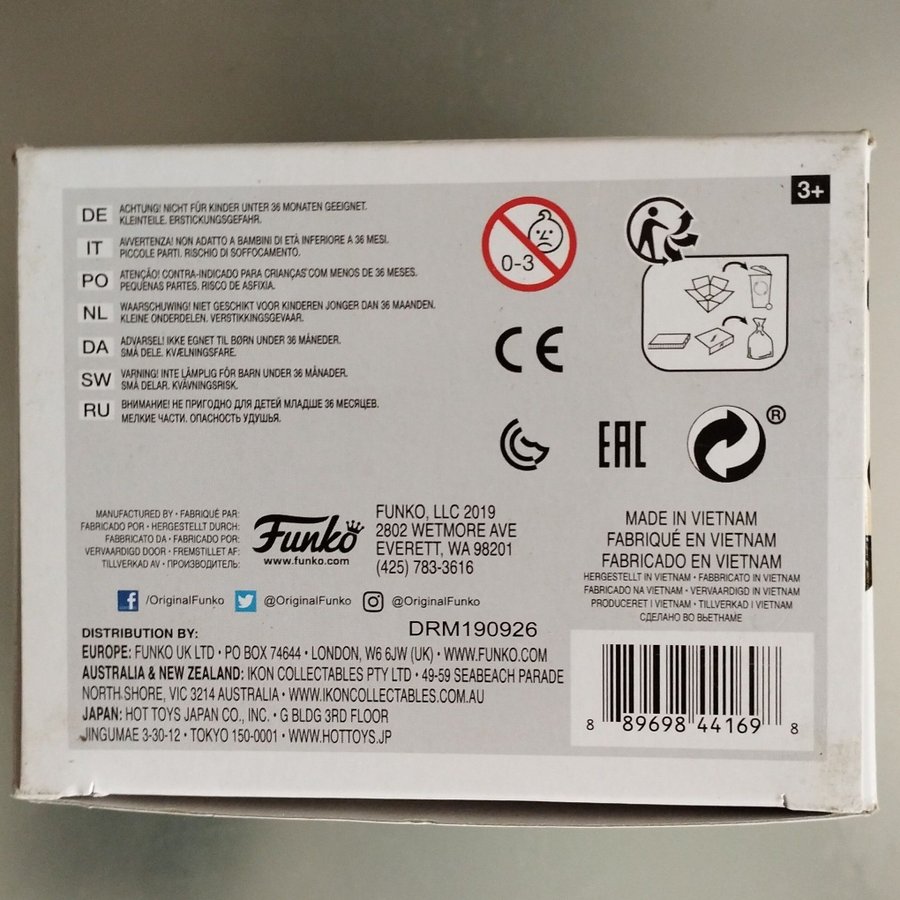 3+
DE ACHTUNG! NICHT FÜR KINDER UNTER 36 MONATEN GEEIGNET.
KLEINTEILE. ERSTICKUNGSGEFAHR.
IT AVVERTENZA! NON ADATTO A BAMBINI DI ETÀ INFERIORE A 36 MESI.
PICCOLE PARTI. RISCHIO DI SOFFOCAMENTO.
PO ATENÇÃO! CONTRA-INDICADO PARA CRIANÇAS COM MENOS DE 36 MESES.
PEQUENAS PARTES. RISCO DE ASFIXIA.
NL WAARSCHUWING! NIET GESCHIKT VOOR KINDEREN JONGER DAN 36 MAANDEN.
KLEINE ONDERDELEN. VERSTIKKINGSGEVAAR.
DA ADVARSEL! IKKE EGNET TIL BØRN UNDER 36 MÅNEDER.
SMÅ DELE. KVÆLNINGSFARE.
SW VARNING! INTE LÄMPLIG FÖR BARN UNDER 36 MÅNADER.
SMÅ DELAR. KVÄVNINGSRISK.
RU ВНИМАНИЕ! НЕ ПРИГОДНО ДЛЯ ДЕТЕЙ МЛАДШЕ 36 МЕСЯЦЕВ.
МЕЛКИЕ ЧАСТИ. ОПАСНОСТЬ УДУШЬЯ.
0-3
CE
EAC
®
MANUFACTURED BY • FABRIQUÉ PAR:
FABRICADO POR • HERGESTELLT DURCH:
FABBRICATO DA • FABRICADO POR:
VERVAARDIGD DOOR • FREMSTILLET AF:
TILLVERKAD AV • ПРОИЗВОДИТЕЛЬ:
Funko
www.funko.com
FUNKO, LLC 2019
2802 WETMORE AVE
EVERETT, WA 98201
(425) 783-3616
MADE IN VIETNAM
FABRIQUÉ EN VIETNAM
FABRICADO EN VIETNAM
HERGESTELLT IN VIETNAM • FABBRICATO IN VIETNAM
FABRICADO NA VIETNAM • VERVAARDIGD IN VIETNAM
PRODUCERET I VIETNAM • TILLVERKAD I VIETNAM
СДЕЛАНО ВО ВЬЕТНАМЕ
/OriginalFunko @OriginalFunko @OriginalFunko
DRM190926
DISTRIBUTION BY:
EUROPE: FUNKO UK LTD • PO BOX 74644 • LONDON, W6 6JW (UK) • WWW.FUNKO.COM
AUSTRALIA & NEW ZEALAND: IKON COLLECTABLES PTY LTD • 49-59 SEABEACH PARADE
NORTH SHORE, VIC 3214 AUSTRALIA • WWW.IKONCOLLECTABLES.COM.AU
JAPAN: HOT TOYS JAPAN CO., INC. • G BLDG 3RD FLOOR
JINGUMAE 3-30-12 • TOKYO 150-0001 • WWW.HOTTOYS.JP
8 89698 44169 8